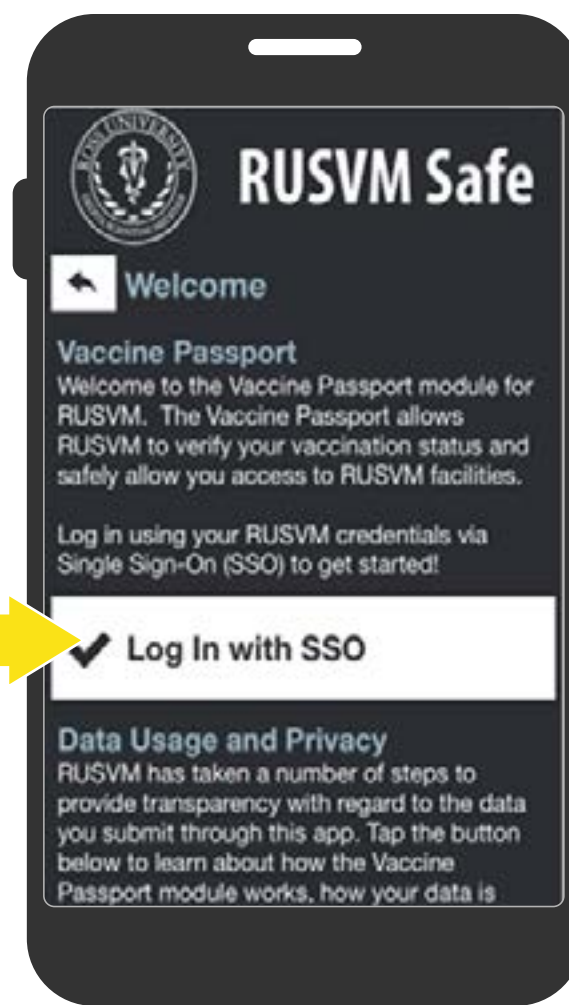 ROSS UNIVERSITY
RUSVM Safe
Welcome
Vaccine Passport
Welcome to the Vaccine Passport module for
RUSVM. The Vaccine Passport allows
RUSVM to verify your vaccination status and
safely allow you access to RUSVM facilities.
Log in using your RUSVM credentials via
Single Sign-On (SSO) to get started!
Log In with SSO
Data Usage and Privacy
RUSVM has taken a number of steps to
provide transparency with regard to the data
you submit through this app. Tap the button
below to learn about how the Vaccine
Passport module works, how your data is